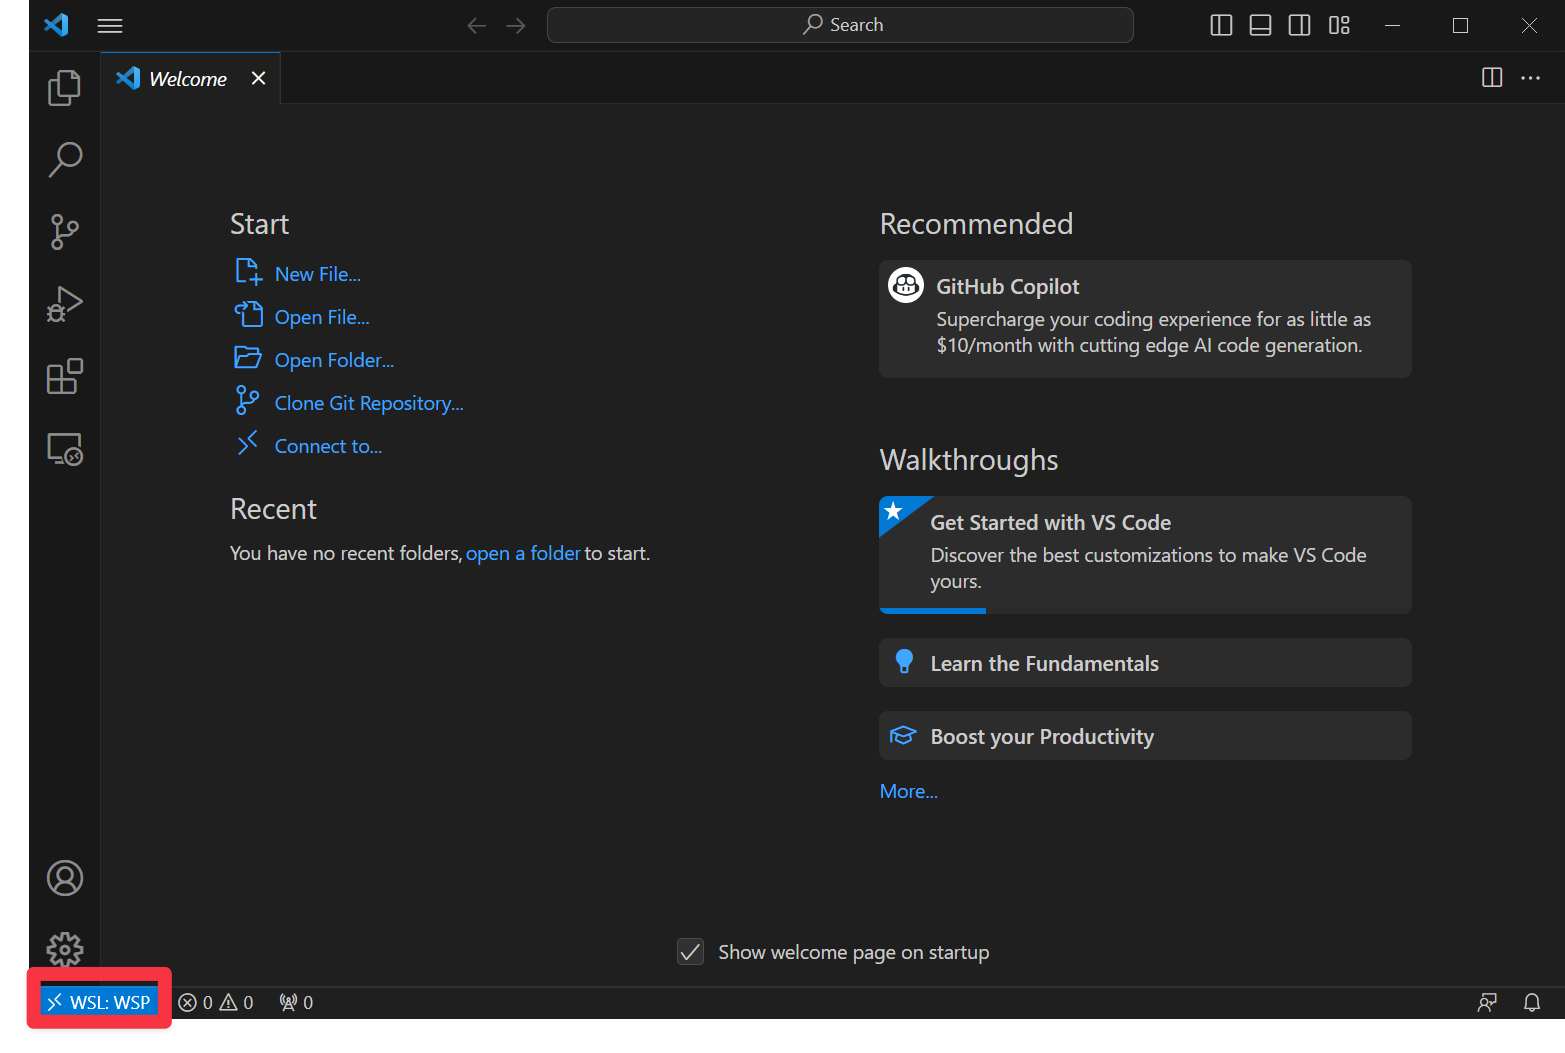 Search
Welcome
Start
New File...
Open File...
Open Folder...
Clone Git Repository...
Connect to...
Recent
You have no recent folders, open a folder to start.
Recommended
GitHub Copilot
Supercharge your coding experience for as little as
$10/month with cutting edge AI code generation.
Walkthroughs
Get Started with VS Code
Discover the best customizations to make VS Code
yours.
Learn the Fundamentals
Boost your Productivity
More...
Show welcome page on startup
WSL: WSP 0 0 0